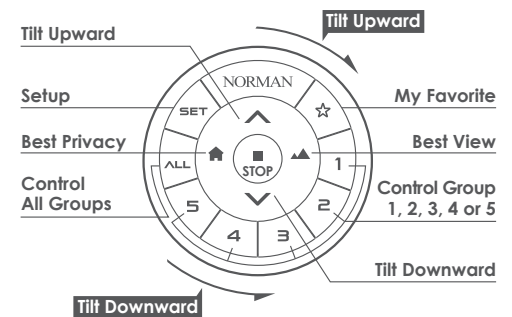 Tilt Upward
Tilt Upward
NORMAN
Setup
SET
My Favorite
Best Privacy
Best View
ALL
STOP
1
Control
All Groups
Control Group
1, 2, 3, 4 or 5
5
2
4
3
Tilt Downward
Tilt Downward